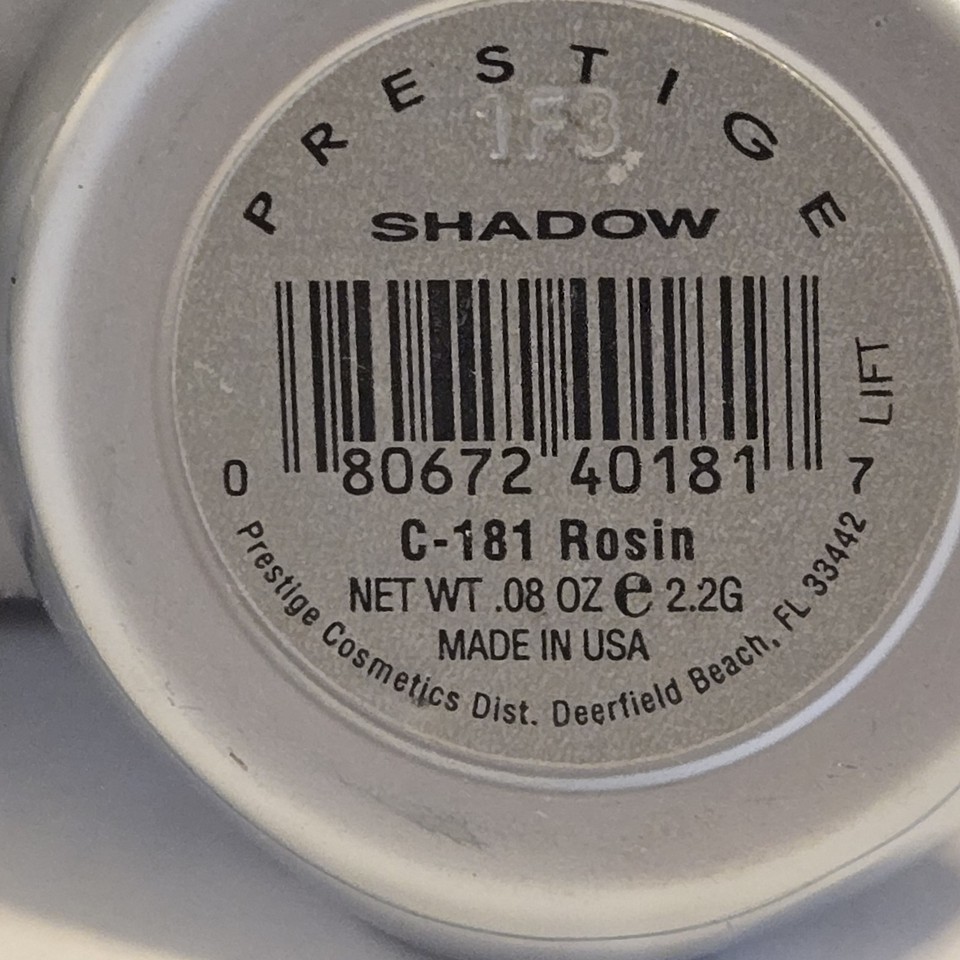 PRESTIGE
1F3
SHADOW
0 80672 40181 7
LIFT
C-181 Rosin
NET WT .08 OZ e 2.2G
MADE IN USA
Prestige Cosmetics Dist. Deerfield Beach, FL 33442